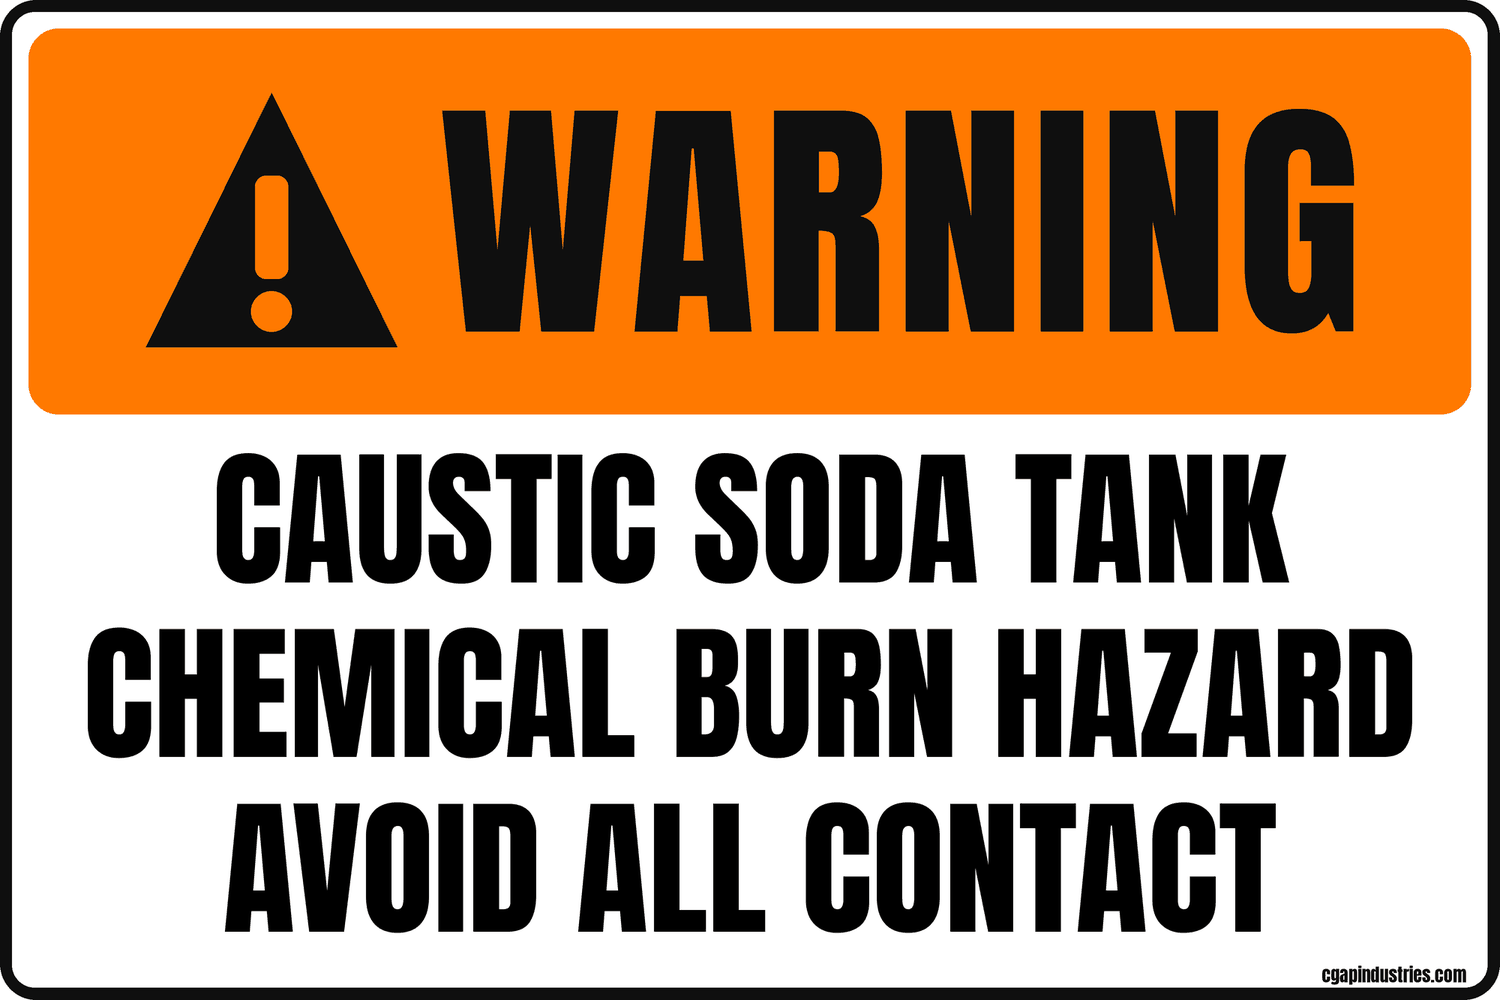 WARNING
CAUSTIC SODA TANK
CHEMICAL BURN HAZARD
AVOID ALL CONTACT
cgapindustries.com